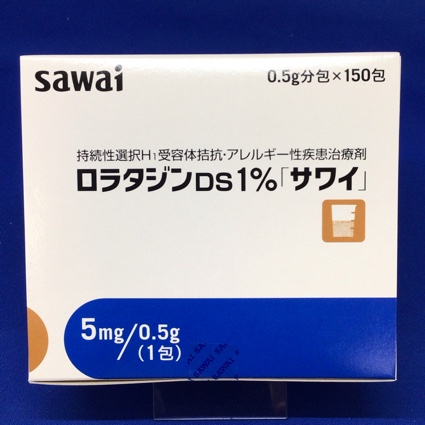 sawai
0.5g分包×150包
持続性選択H1受容体拮抗・アレルギー性疾患治療剤
ロラタジンDS1%「サワイ」
5mg/0.5g
(1包)
SAWAI